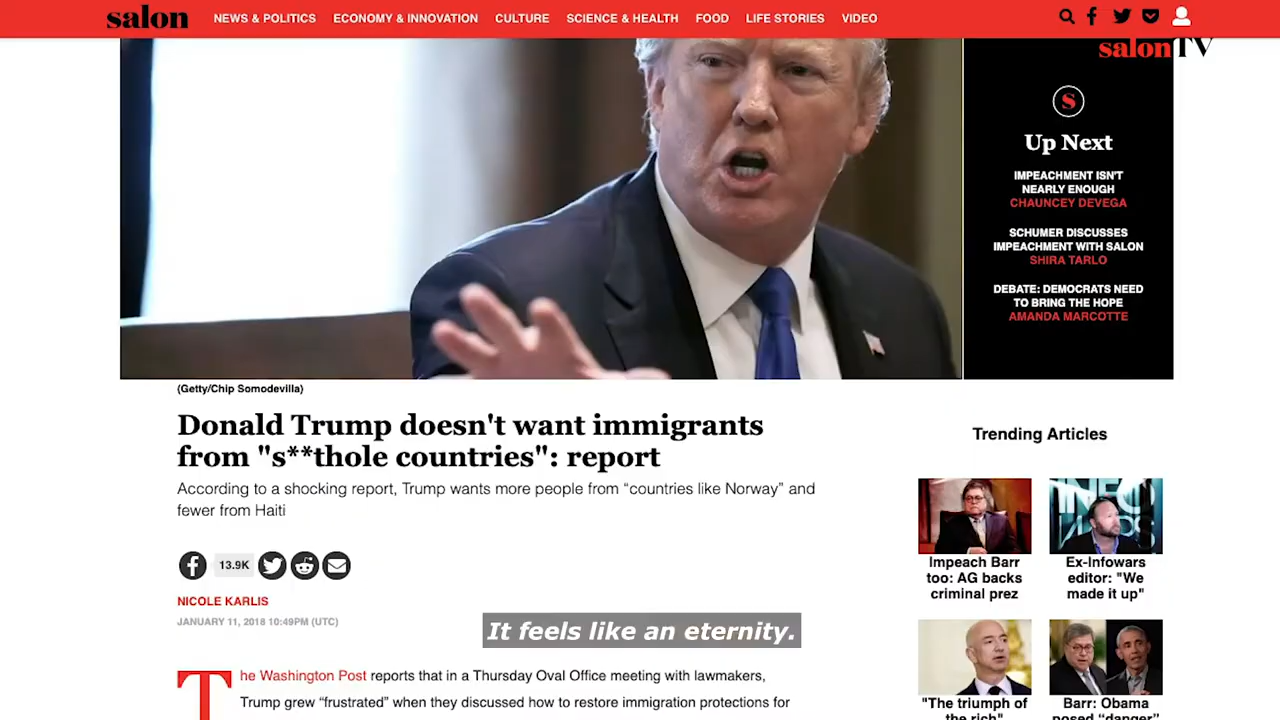 salon
NEWS & POLITICS ECONOMY & INNOVATION CULTURE SCIENCE & HEALTH FOOD LIFE STORIES VIDEO
salonTV
S
Up Next
IMPEACHMENT ISN'T
NEARLY ENOUGH
CHAUNCEY DEVEGA
SCHUMER DISCUSSES
IMPEACHMENT WITH SALON
SHIRA TARLO
DEBATE: DEMOCRATS NEED
TO BRING THE HOPE
AMANDA MARCOTTE
(Getty/Chip Somodevilla)
Donald Trump doesn't want immigrants
from "s**thole countries": report
According to a shocking report, Trump wants more people from “countries like Norway” and
fewer from Haiti
13.9K
NICOLE KARLIS
JANUARY 11, 2018 10:49PM (UTC)
It feels like an eternity.
The Washington Post reports that in a Thursday Oval Office meeting with lawmakers,
Trump grew “frustrated” when they discussed how to restore immigration protections for
Trending Articles
Impeach Barr
too: AG backs
criminal prez
Ex-Infowars
editor: "We
made it up"
"The triumph of
the rich"
Barr: Obama
posed “danger”